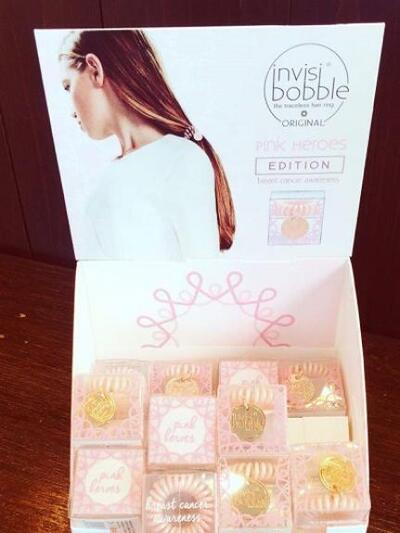 invisi
bobble
the traceless hair ring
ORIGINAL
Pink Heroes
EDITION
breast cancer awareness
pink
heroes
pink
heroes
breast cancer
awareness